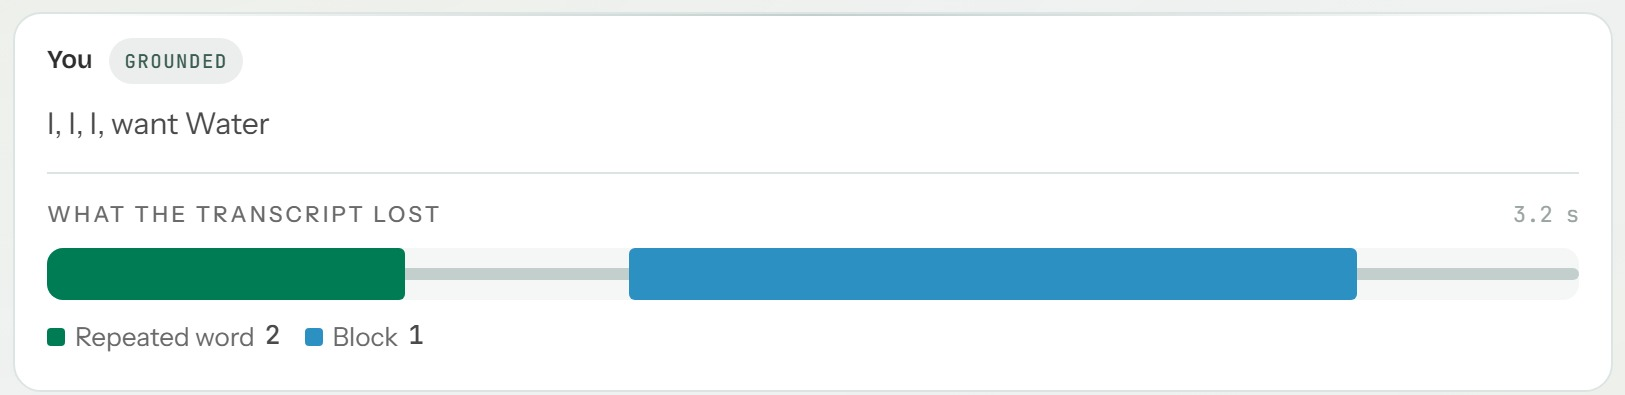 You GROUNDED
I, I, I, want Water
WHAT THE TRANSCRIPT LOST 3.2 s
Repeated word 2 Block 1